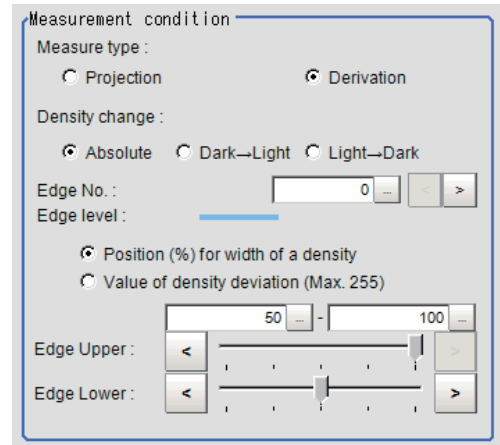 Measurement condition
Measure type :
Projection Derivation
Density change :
Absolute Dark→Light Light→Dark
Edge No. : 0 ... < >
Edge level :
Position (%) for width of a density
Value of density deviation (Max. 255)
50 ... - 100 ...
Edge Upper : < >
Edge Lower : < >